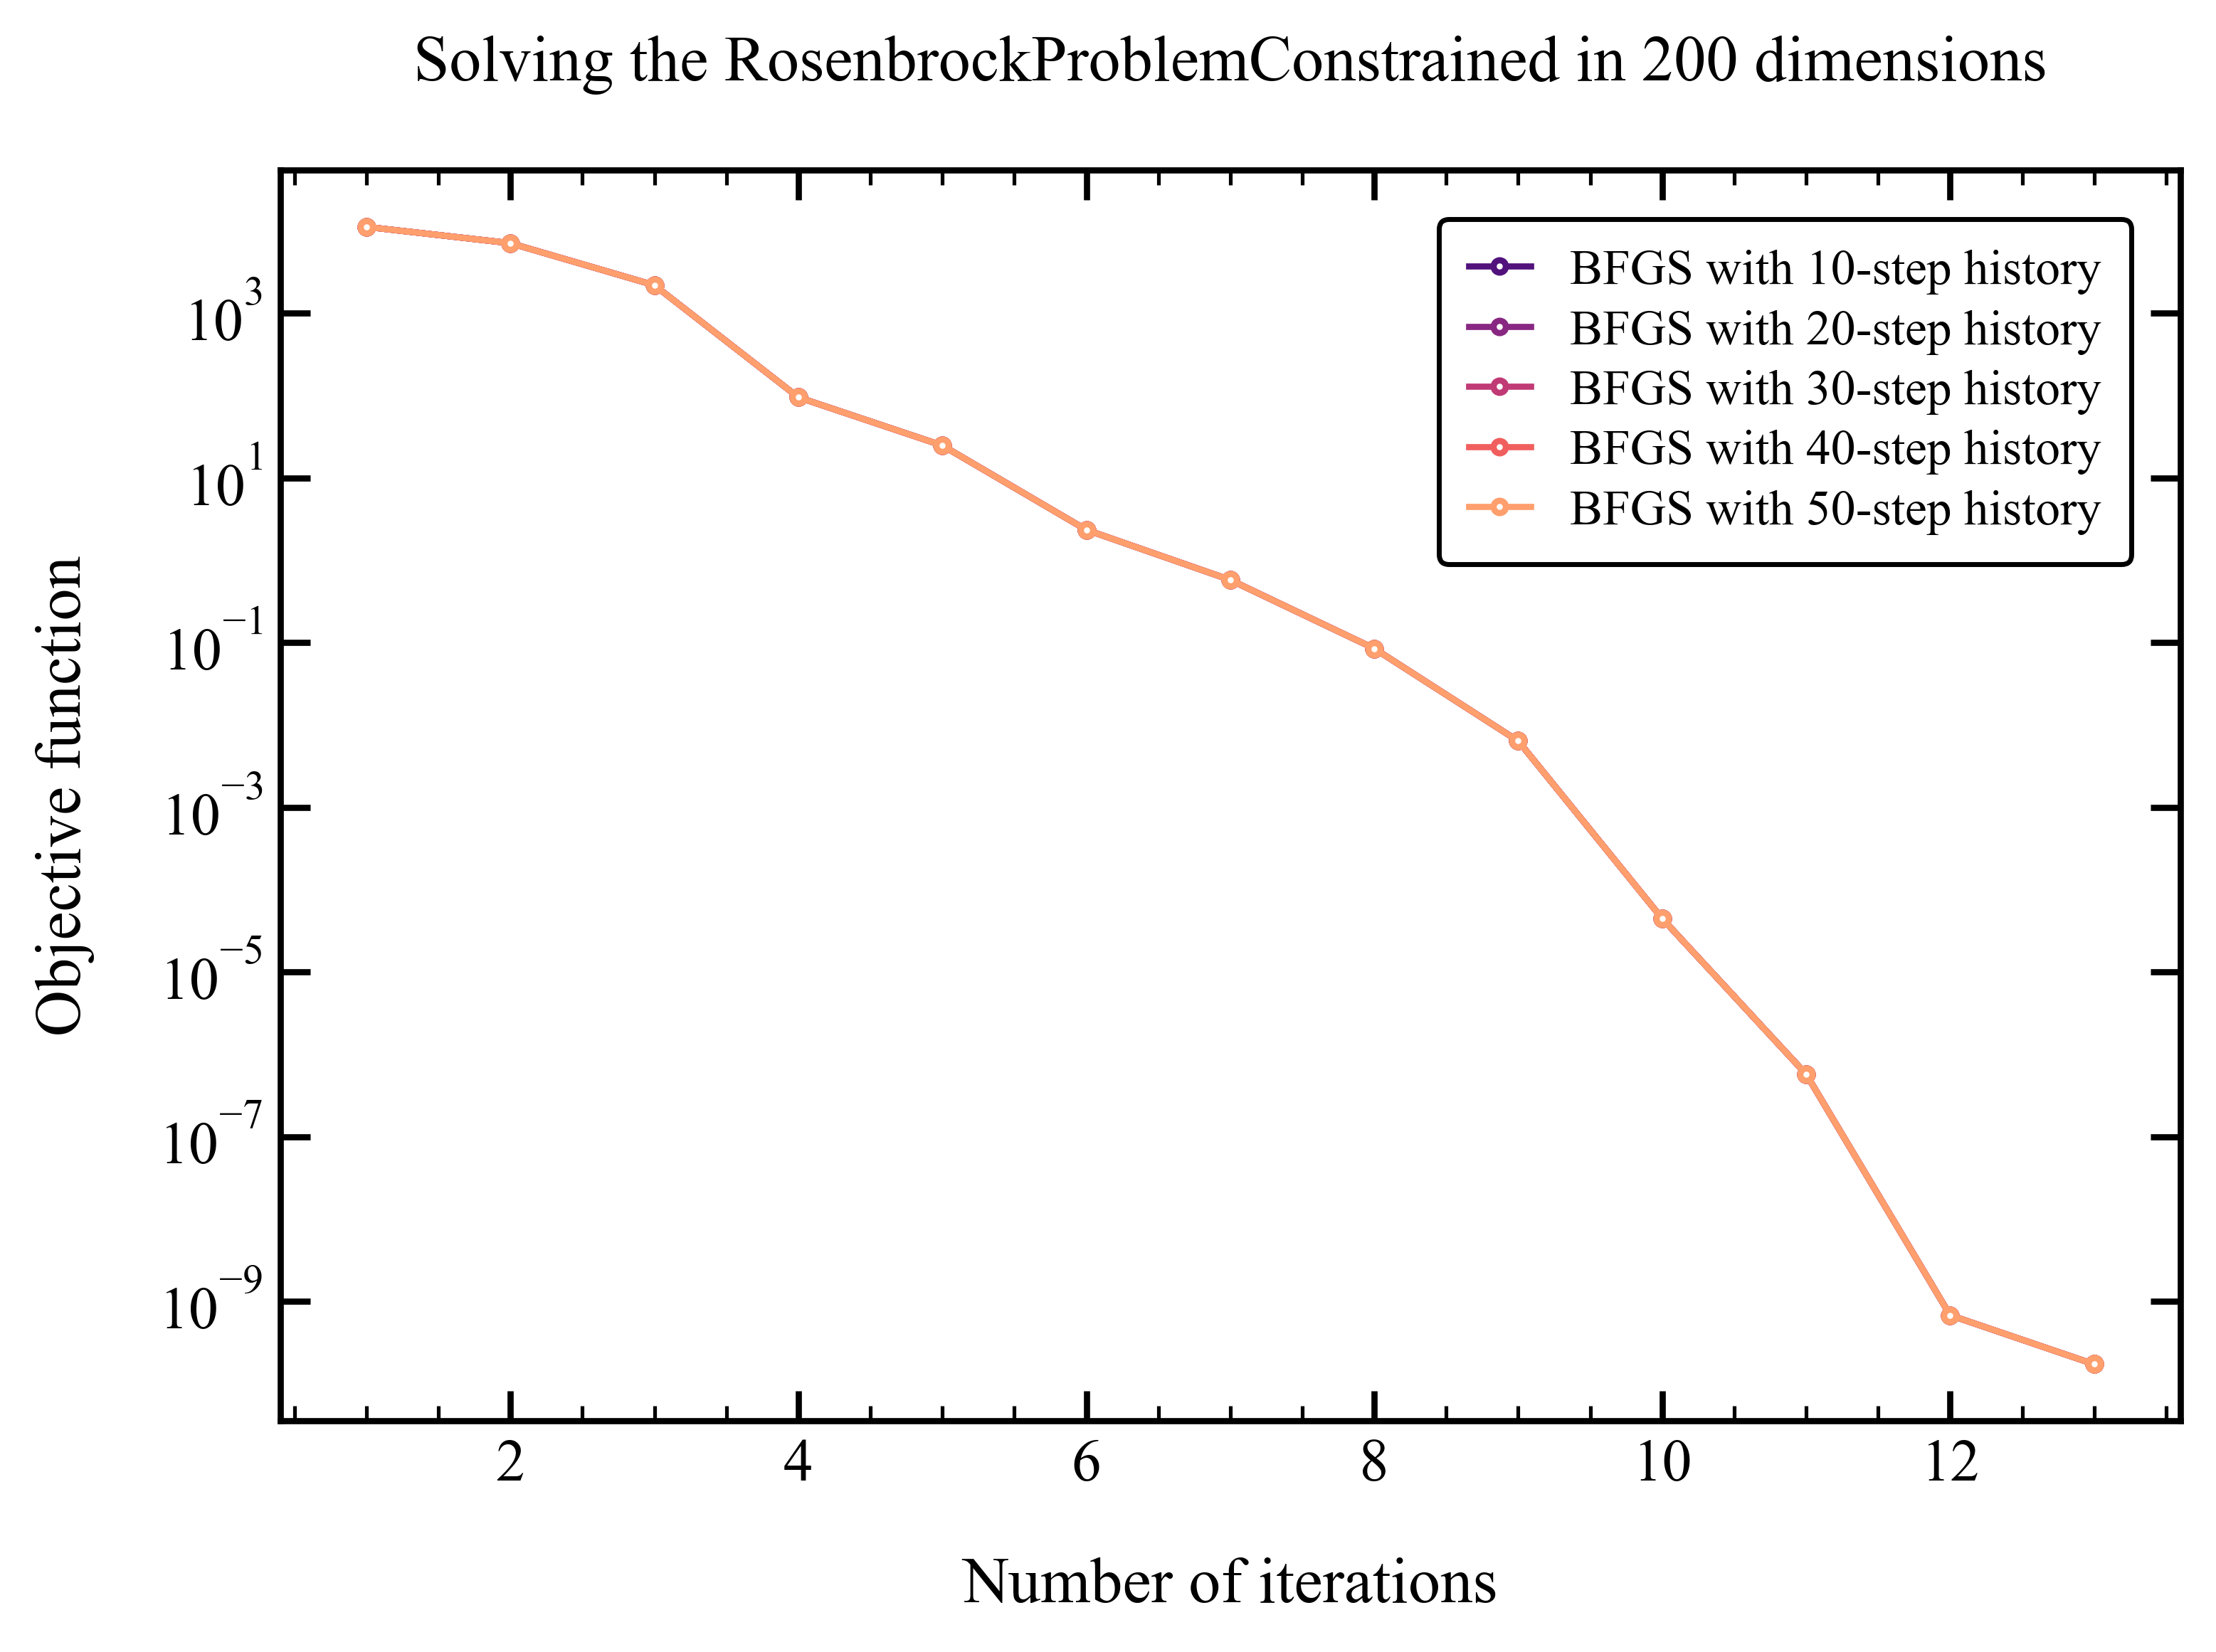 Solving the RosenbrockProblemConstrained in 200 dimensions
BFGS with 10-step history
BFGS with 20-step history
BFGS with 30-step history
BFGS with 40-step history
BFGS with 50-step history
Objective function
10^3
10^1
10^−1
10^−3
10^−5
10^−7
10^−9
2 4 6 8 10 12
Number of iterations